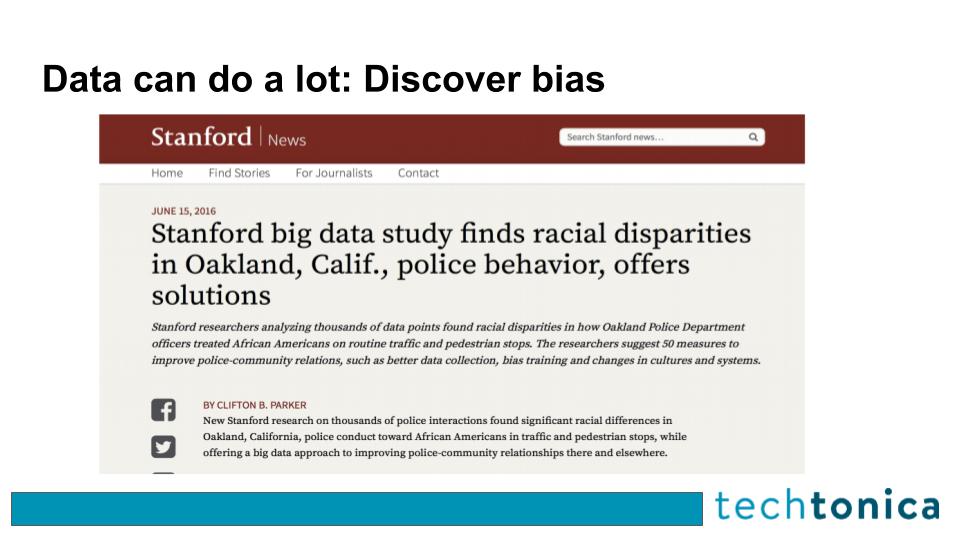 Data can do a lot: Discover bias
Stanford | News
Search Stanford news...
Home Find Stories For Journalists Contact
JUNE 15, 2016
Stanford big data study finds racial disparities
in Oakland, Calif., police behavior, offers
solutions
Stanford researchers analyzing thousands of data points found racial disparities in how Oakland Police Department
officers treated African Americans on routine traffic and pedestrian stops. The researchers suggest 50 measures to
improve police-community relations, such as better data collection, bias training and changes in cultures and systems.
BY CLIFTON B. PARKER
New Stanford research on thousands of police interactions found significant racial differences in
Oakland, California, police conduct toward African Americans in traffic and pedestrian stops, while
offering a big data approach to improving police-community relationships there and elsewhere.
techtonica